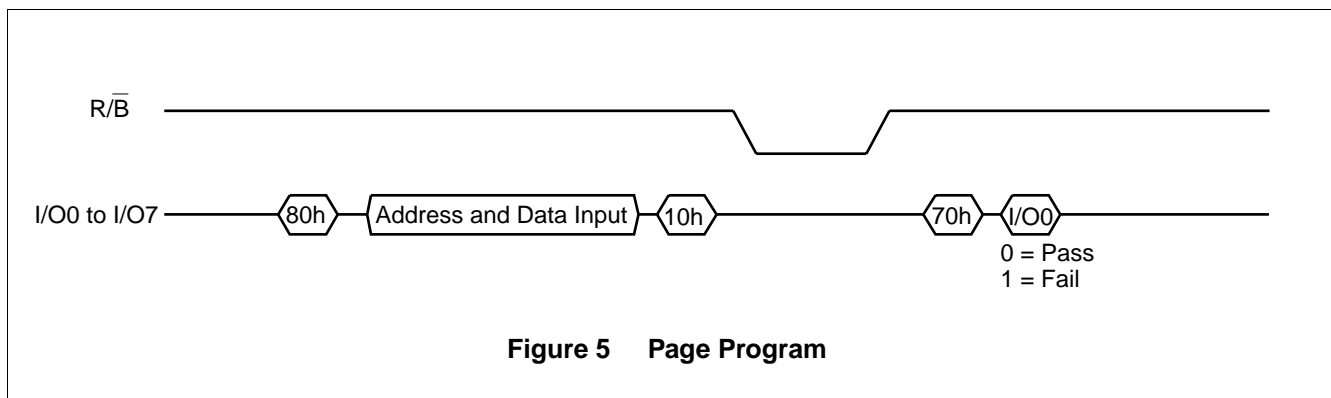 R/B̅
I/O0 to I/O7
80h
Address and Data Input
10h
70h
I/O0
0 = Pass
1 = Fail
Figure 5 Page Program